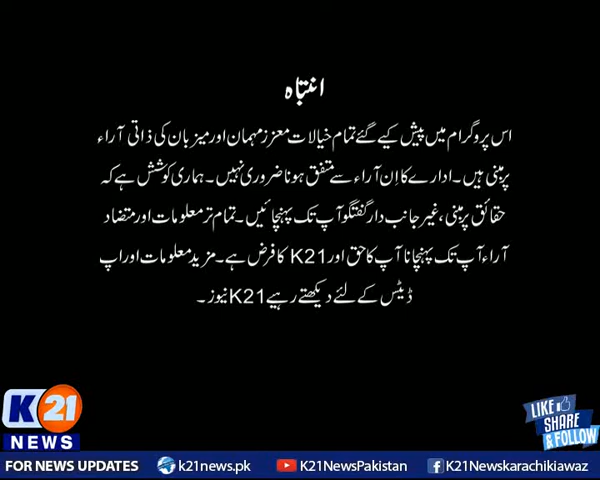 انتباہ
اس پروگرام میں پیش کیے گئے تمام خیالات معزز مہمان اور میزبان کی ذاتی آراء
پر مبنی ہیں۔ ادارے کا اِن آراء سے متفق ہونا ضروری نہیں۔ ہماری کوشش ہے کہ
حقائق پر مبنی، غیر جانب دار گفتگو آپ تک پہنچائیں۔ تمام تر معلومات اور متضاد
آراء آپ تک پہنچانا آپ کا حق اور K21 کا فرض ہے۔ مزید معلومات اور اپ
ڈیٹس کے لئے دیکھتے رہیے K21 نیوز۔
K21
NEWS
LIKE
SHARE
& FOLLOW
FOR NEWS UPDATES k21news.pk K21NewsPakistan K21Newskarachikiawaz